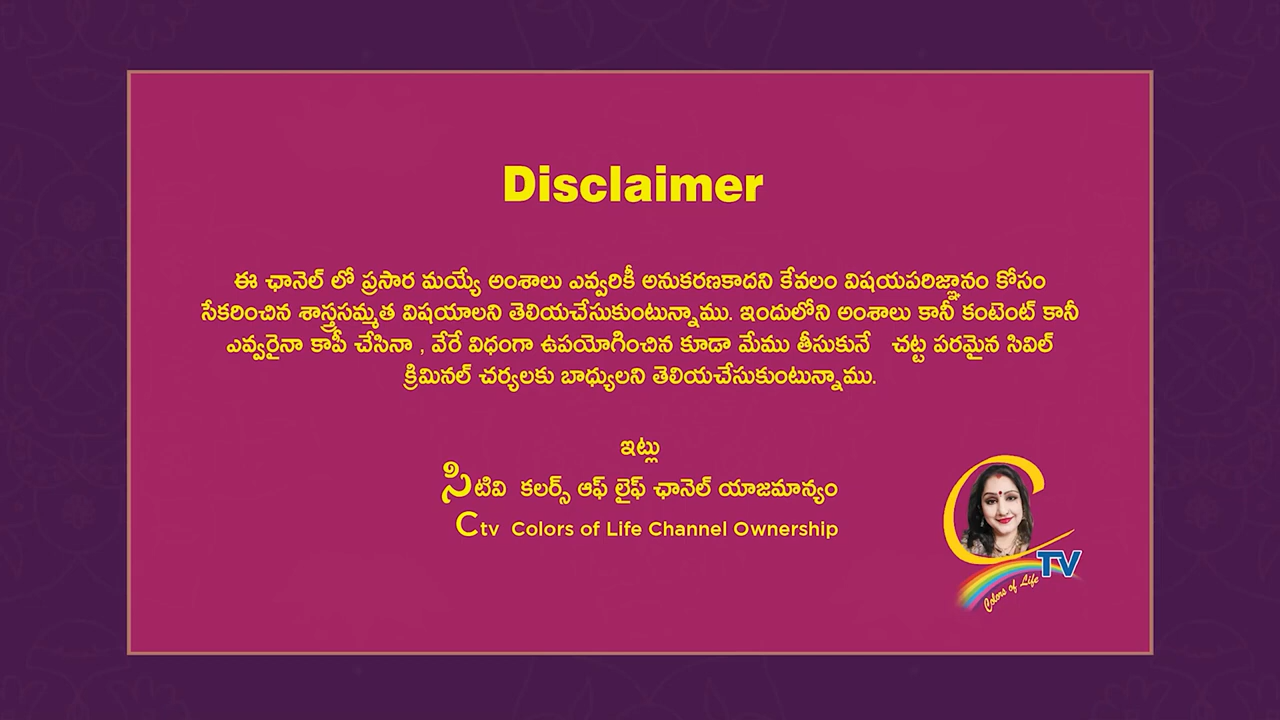 Disclaimer
ఈ ఛానెల్ లో ప్రసార మయ్యే అంశాలు ఎవ్వరికీ అనుకరణకాదని కేవలం విషయపరిజ్ఞానం కోసం
సేకరించిన శాస్త్రసమ్మత విషయాలని తెలియచేసుకుంటున్నాము. ఇందులోని అంశాలు కానీ కంటెంట్ కానీ
ఎవ్వరైనా కాపీ చేసినా , వేరే విధంగా ఉపయోగించిన కూడా మేము తీసుకునే చట్ట పరమైన సివిల్
క్రిమినల్ చర్యలకు బాధ్యులని తెలియచేసుకుంటున్నాము.
ఇట్లు
సిటివి కలర్స్ ఆఫ్ లైఫ్ ఛానెల్ యాజమాన్యం
Ctv Colors of Life Channel Ownership
C TV
Colors of Life